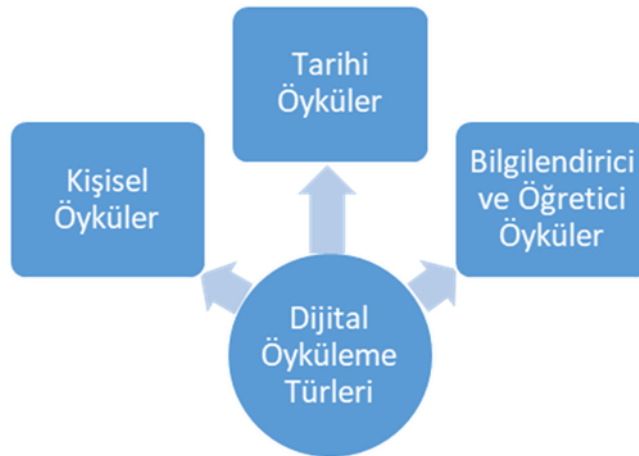 Tarihi
Öyküler
Kişisel
Öyküler
Bilgilendirici
ve Öğretici
Öyküler
Dijital
Öyküleme
Türleri